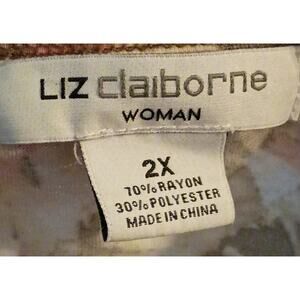 LIZ claiborne
WOMAN
2X
70% RAYON
30% POLYESTER
MADE IN CHINA